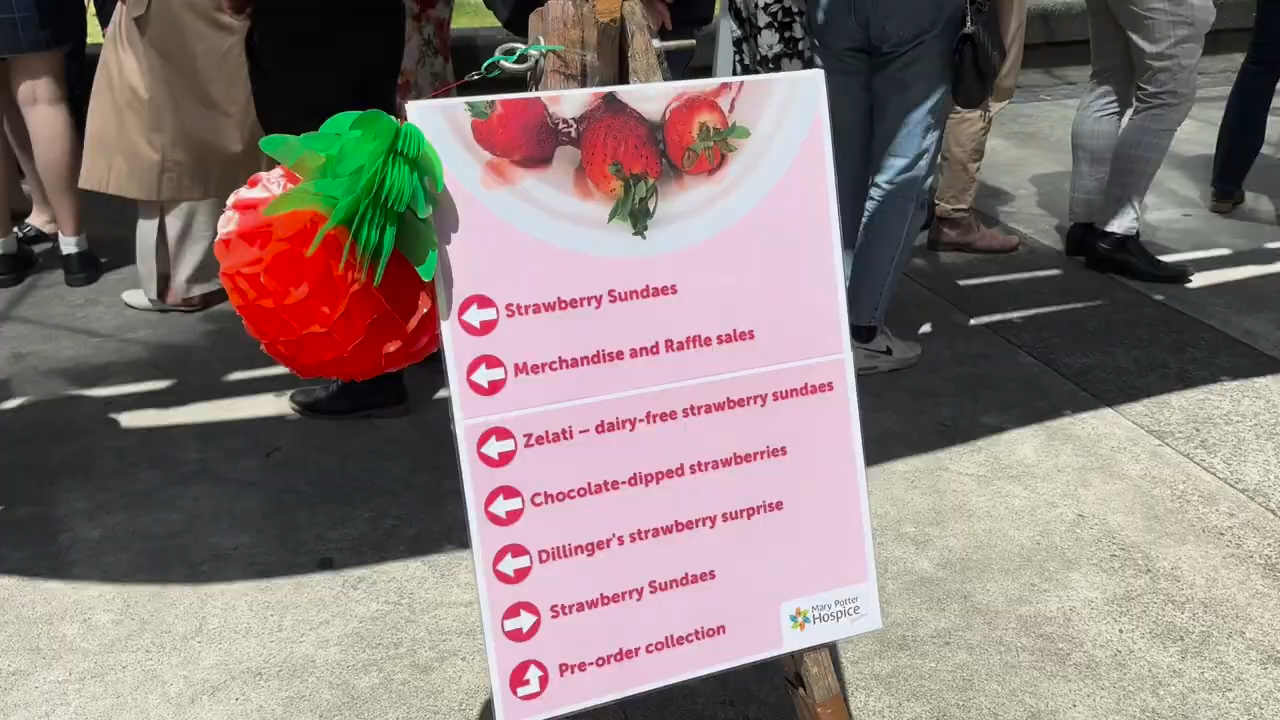 Strawberry Sundaes
Merchandise and Raffle sales
Zelati – dairy-free strawberry sundaes
Chocolate-dipped strawberries
Dillinger's strawberry surprise
Strawberry Sundaes
Pre-order collection
Mary Potter
Hospice